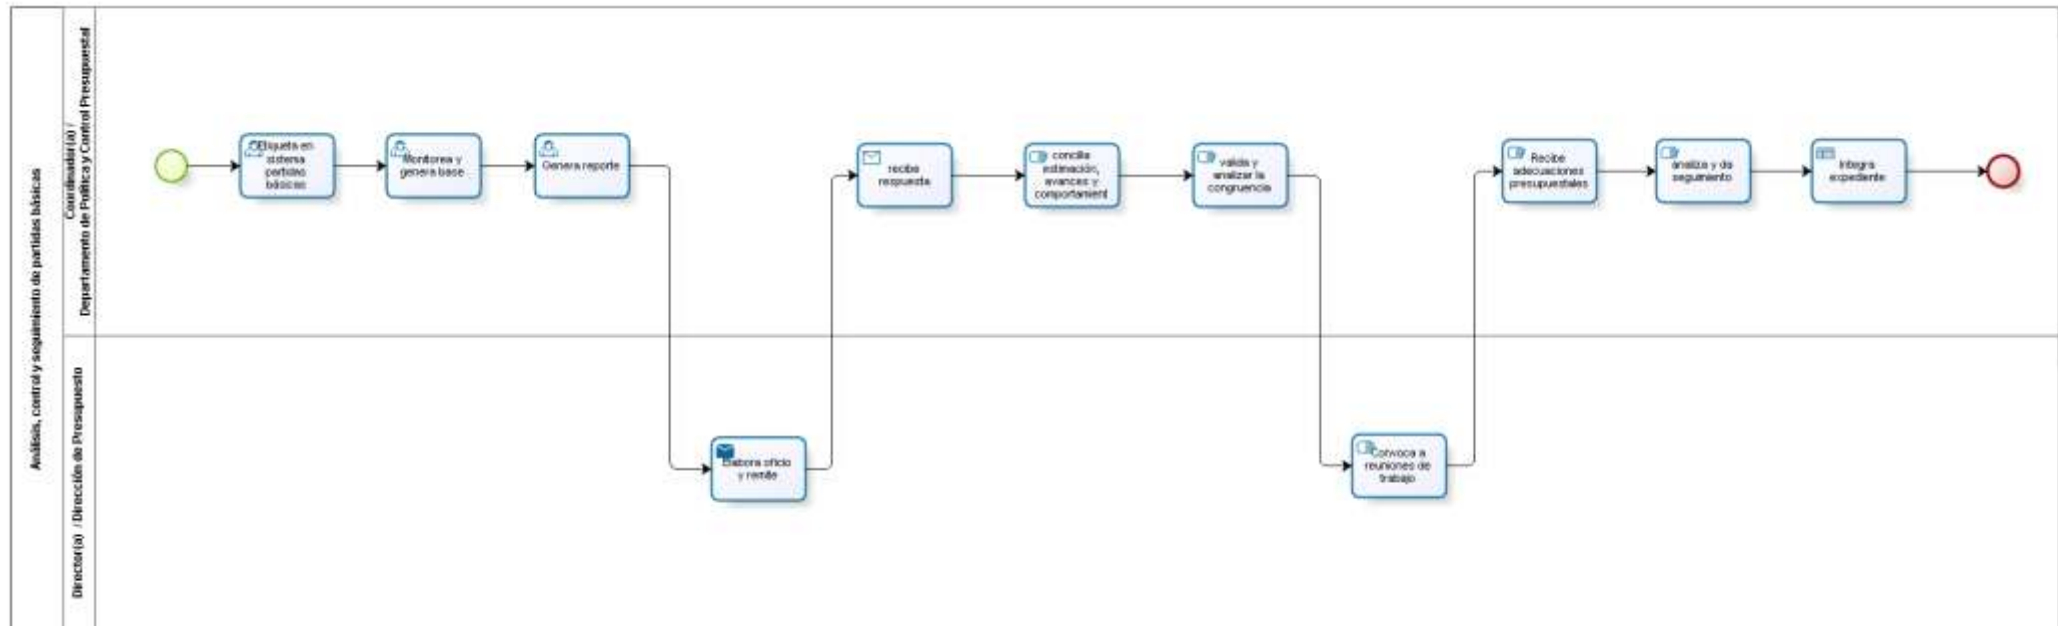 Análisis, control y seguimiento de partidas básicas
Coordinador(a) /
Departamento de Política y Control Presupuestal
Etiqueta en
sistema
partidas
básicas
Monitorea y
genera base
Genera reporte
recibe
respuesta
concilia
estimación,
avances y
comportamient
valida y
analizar la
congruencia
Recibe
adecuaciones
presupuestales
analiza y da
seguimiento
Integra
expediente
Director(a) / Dirección de Presupuesto
Elabora oficio
y remite
Convoca a
reuniones de
trabajo